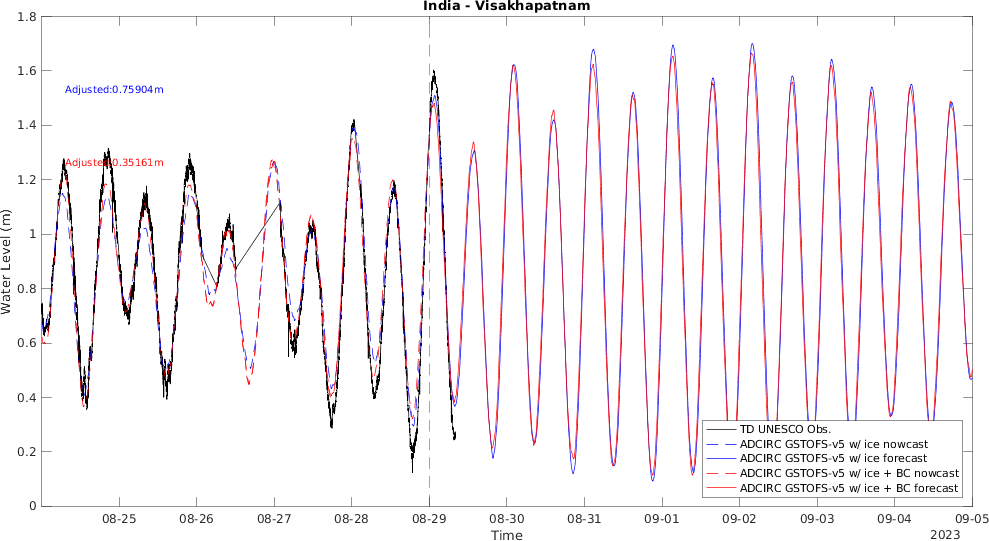 India - Visakhapatnam
1.8
1.6
1.4
1.2
1
0.8
0.6
0.4
0.2
0
Water Level (m)
Adjusted:0.75904m
Adjusted:0.35161m
TD UNESCO Obs.
ADCIRC GSTOFS-v5 w/ ice nowcast
ADCIRC GSTOFS-v5 w/ ice forecast
ADCIRC GSTOFS-v5 w/ ice + BC nowcast
ADCIRC GSTOFS-v5 w/ ice + BC forecast
08-25 08-26 08-27 08-28 08-29 08-30 08-31 09-01 09-02 09-03 09-04 09-05
Time
2023